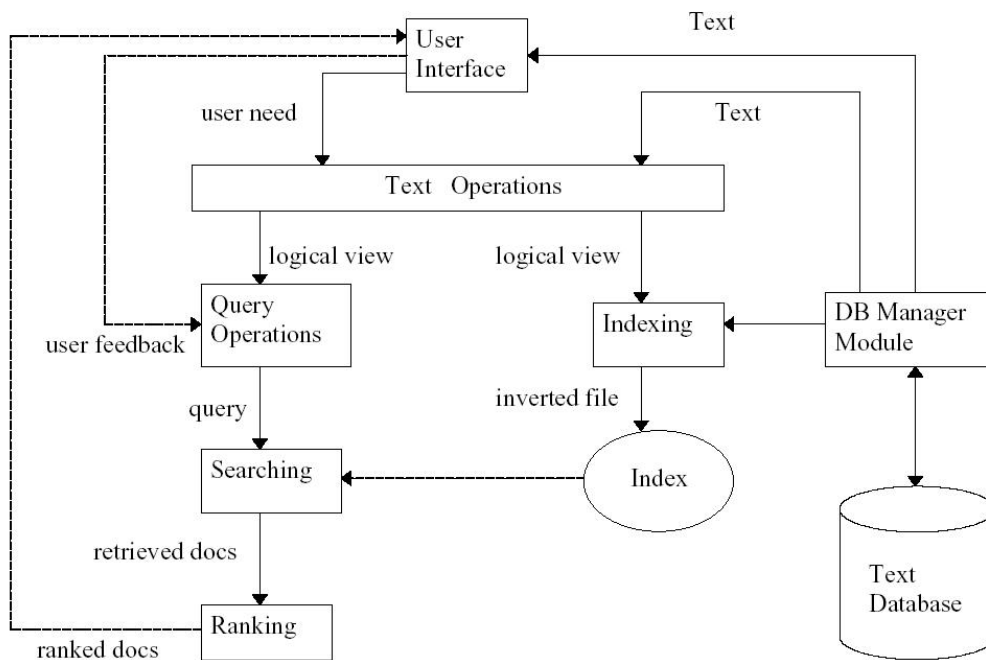 Text
User
Interface
user need
Text
Text Operations
logical view
logical view
Query
Operations
Indexing
DB Manager
Module
user feedback
query
inverted file
Searching
Index
retrieved docs
Text
Database
Ranking
ranked docs